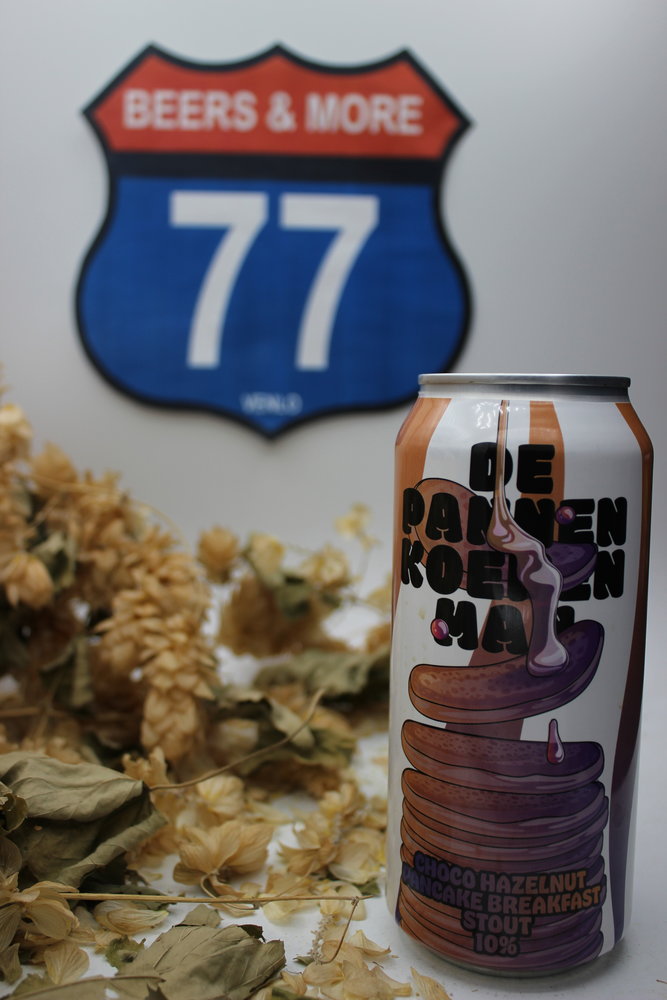 BEERS & MORE
77
VENLO
DE
PANNEN
KOEKEN
MAN
CHOCO HAZELNUT
PANCAKE BREAKFAST
STOUT
10%